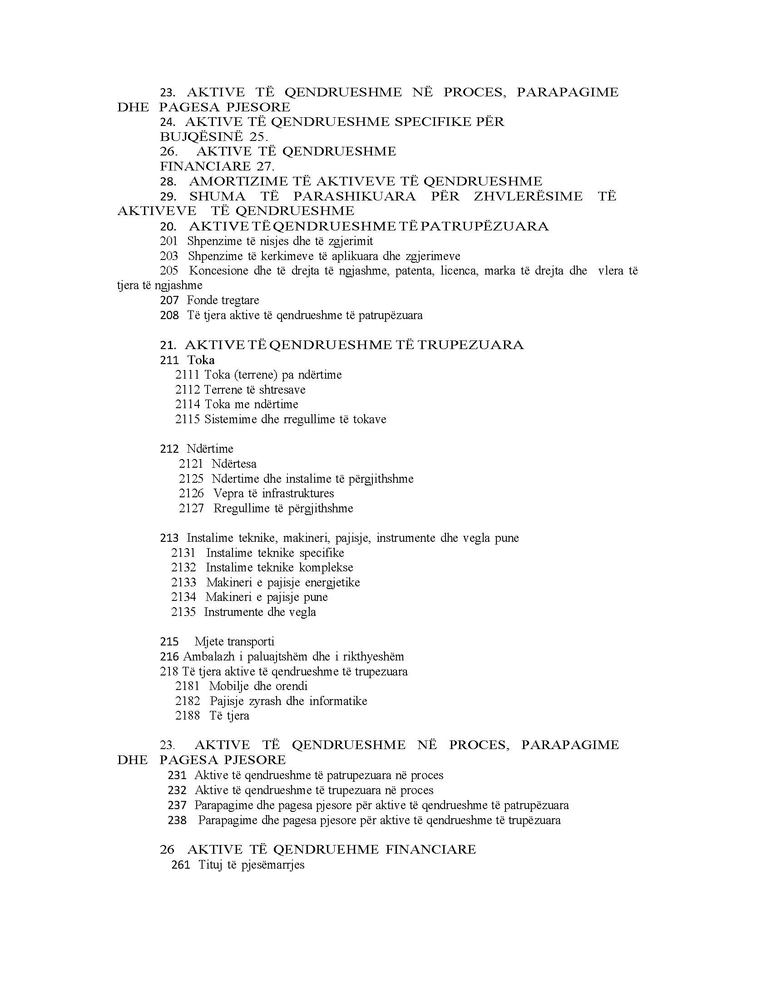 23. AKTIVE TË QENDRUESHME NË PROCES, PARAPAGIME
DHE PAGESA PJESORE
24. AKTIVE TË QENDRUESHME SPECIFIKE PËR
BUJQËSINË 25.
26. AKTIVE TË QENDRUESHME
FINANCIARE 27.
28. AMORTIZIME TË AKTIVEVE TË QENDRUESHME
29. SHUMA TË PARASHIKUARA PËR ZHVLERËSIME TË
AKTIVEVE TË QENDRUESHME
20. AKTIVE TË QENDRUESHME TË PATRUPËZUARA
201 Shpenzime të nisjes dhe të zgjerimit
203 Shpenzime të kerkimeve të aplikuara dhe zgjerimeve
205 Koncesione dhe të drejta të ngjashme, patenta, licenca, marka të drejta dhe vlera të
tjera të ngjashme
207 Fonde tregtare
208 Të tjera aktive të qendrueshme të patrupëzuara
21. AKTIVE TË QENDRUESHME TË TRUPEZUARA
211 Toka
2111 Toka (terrene) pa ndërtime
2112 Terrene të shtresave
2114 Toka me ndërtime
2115 Sistemime dhe rregullime të tokave
212 Ndërtime
2121 Ndërtesa
2125 Ndertime dhe instalime të përgjithshme
2126 Vepra të infrastruktures
2127 Rregullime të përgjithshme
213 Instalime teknike, makineri, pajisje, instrumente dhe vegla pune
2131 Instalime teknike specifike
2132 Instalime teknike komplekse
2133 Makineri e pajisje energjetike
2134 Makineri e pajisje pune
2135 Instrumente dhe vegla
215 Mjete transporti
216 Ambalazh i paluajtshëm dhe i rikthyeshëm
218 Të tjera aktive të qendrueshme të trupezuara
2181 Mobilje dhe orendi
2182 Pajisje zyrash dhe informatike
2188 Të tjera
23. AKTIVE TË QENDRUESHME NË PROCES, PARAPAGIME
DHE PAGESA PJESORE
231 Aktive të qendrueshme të patrupezuara në proces
232 Aktive të qendrueshme të trupezuara në proces
237 Parapagime dhe pagesa pjesore për aktive të qendrueshme të patrupëzuara
238 Parapagime dhe pagesa pjesore për aktive të qendrueshme të trupëzuara
26 AKTIVE TË QENDRUEHME FINANCIARE
261 Tituj të pjesëmarrjes